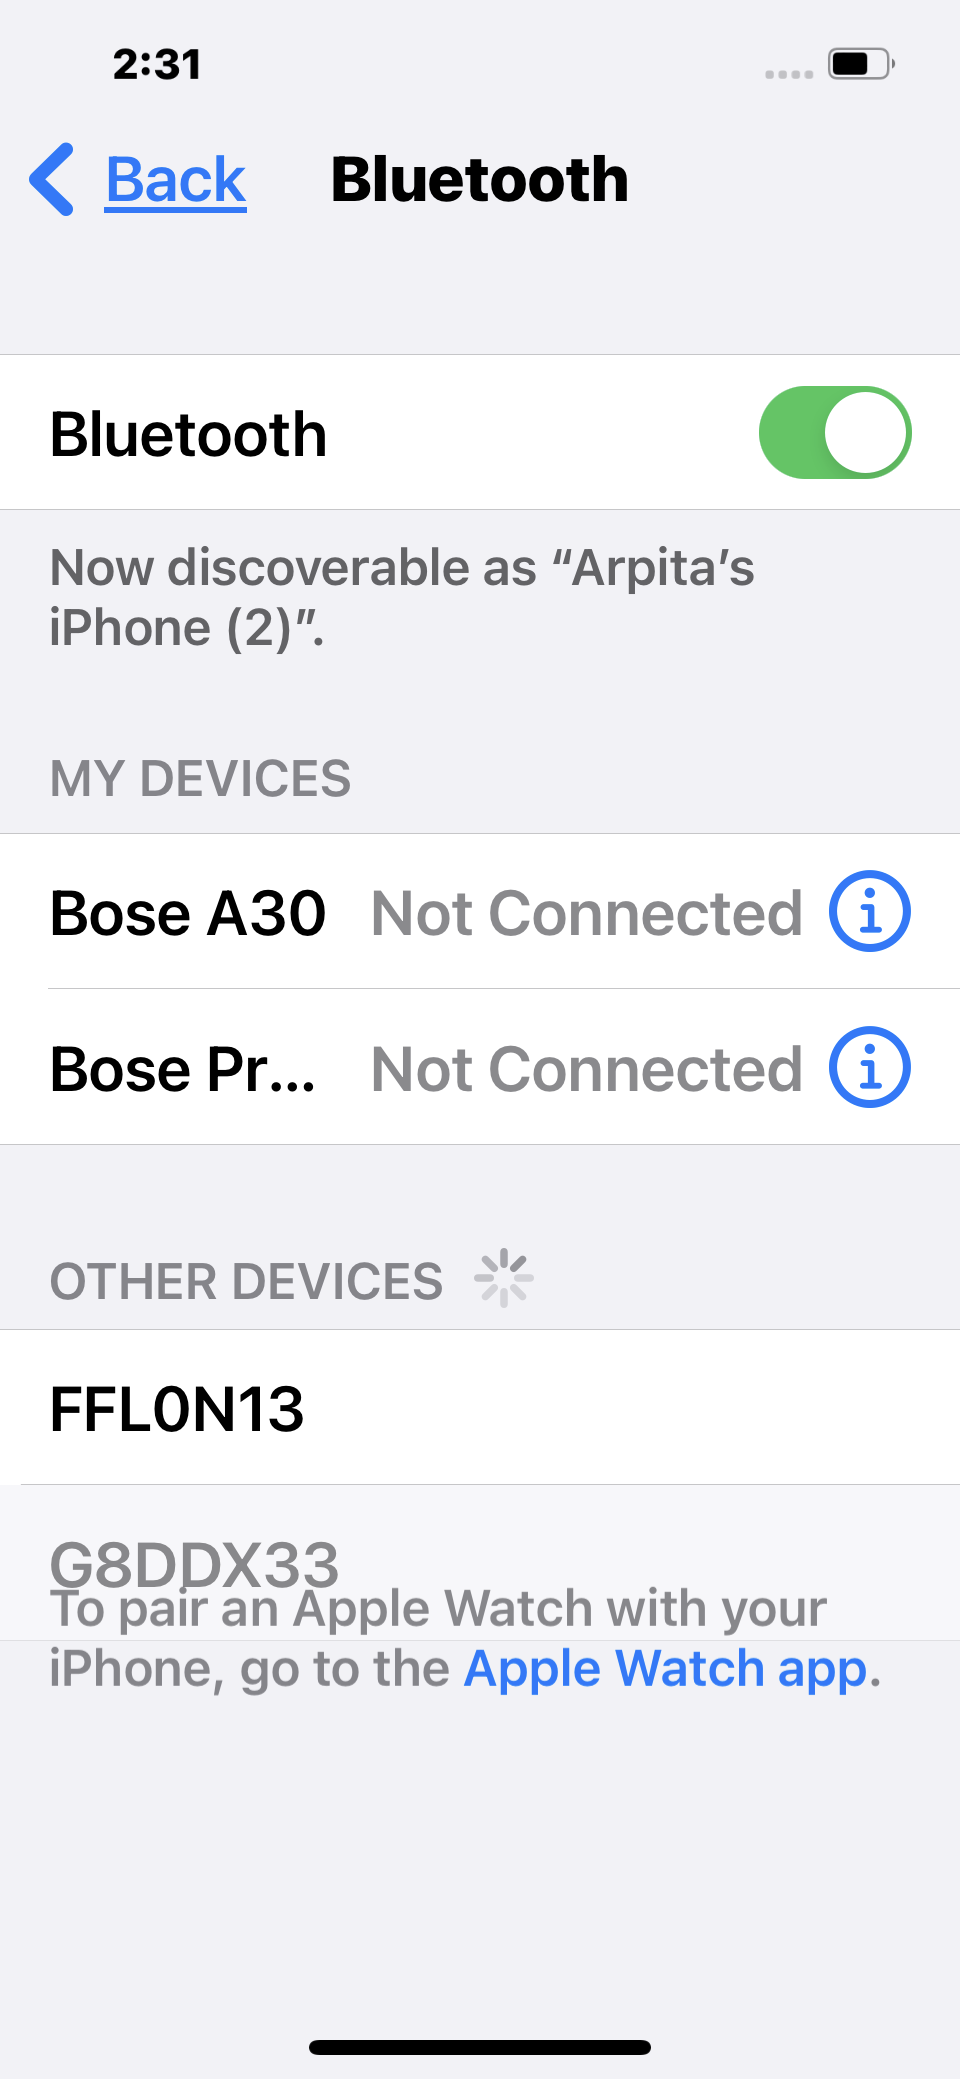 2:31
Back Bluetooth
Bluetooth
Now discoverable as “Arpita’s
iPhone (2)”.
MY DEVICES
Bose A30 Not Connected
Bose Pr... Not Connected
OTHER DEVICES
FFL0N13
G8DDX33
To pair an Apple Watch with your
iPhone, go to the Apple Watch app.